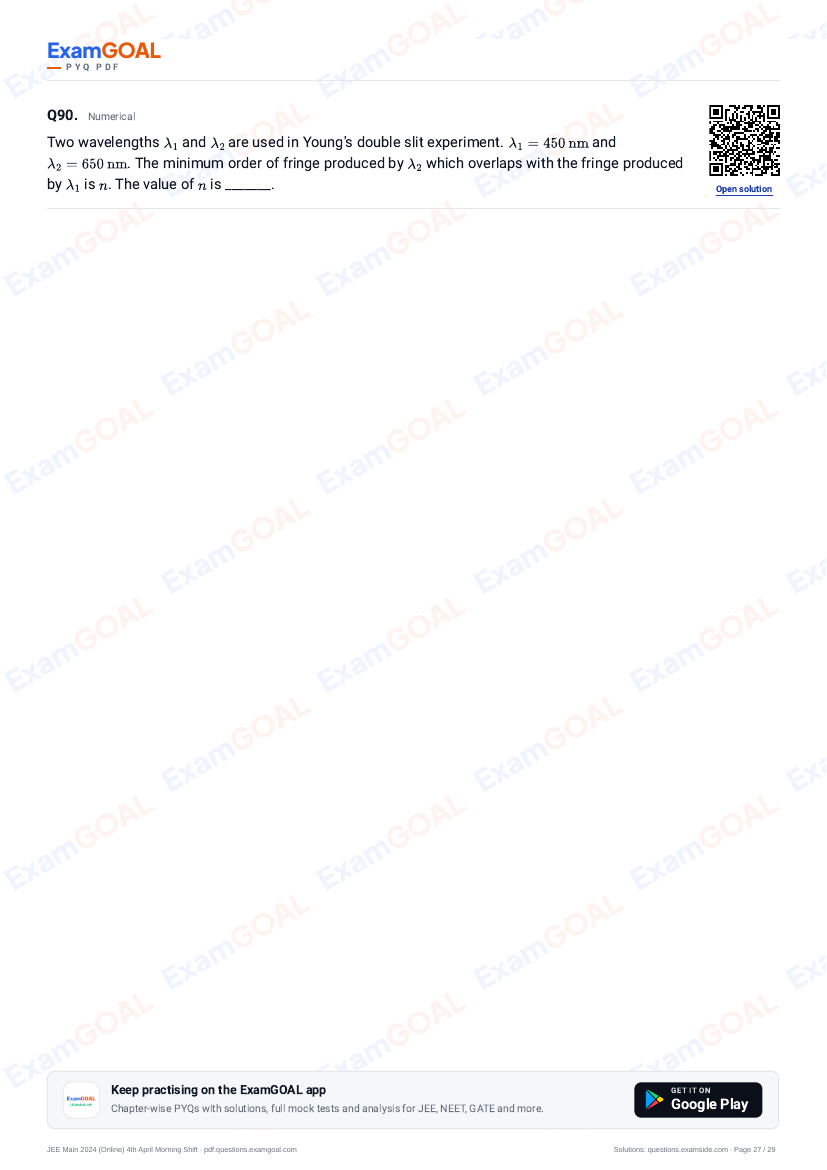 ExamGOAL
PYQ PDF
Q90. Numerical
Two wavelengths λ₁ and λ₂ are used in Young's double slit experiment. λ₁ = 450 nm and
λ₂ = 650 nm. The minimum order of fringe produced by λ₂ which overlaps with the fringe produced
by λ₁ is n. The value of n is _______.
Open solution
Keep practising on the ExamGOAL app
Chapter-wise PYQs with solutions, full mock tests and analysis for JEE, NEET, GATE and more.
ExamGOAL
GET IT ON
Google Play
JEE Main 2024 (Online) 4th April Morning Shift · pdf.questions.examgoal.com
Solutions: questions.examside.com · Page 27 / 29